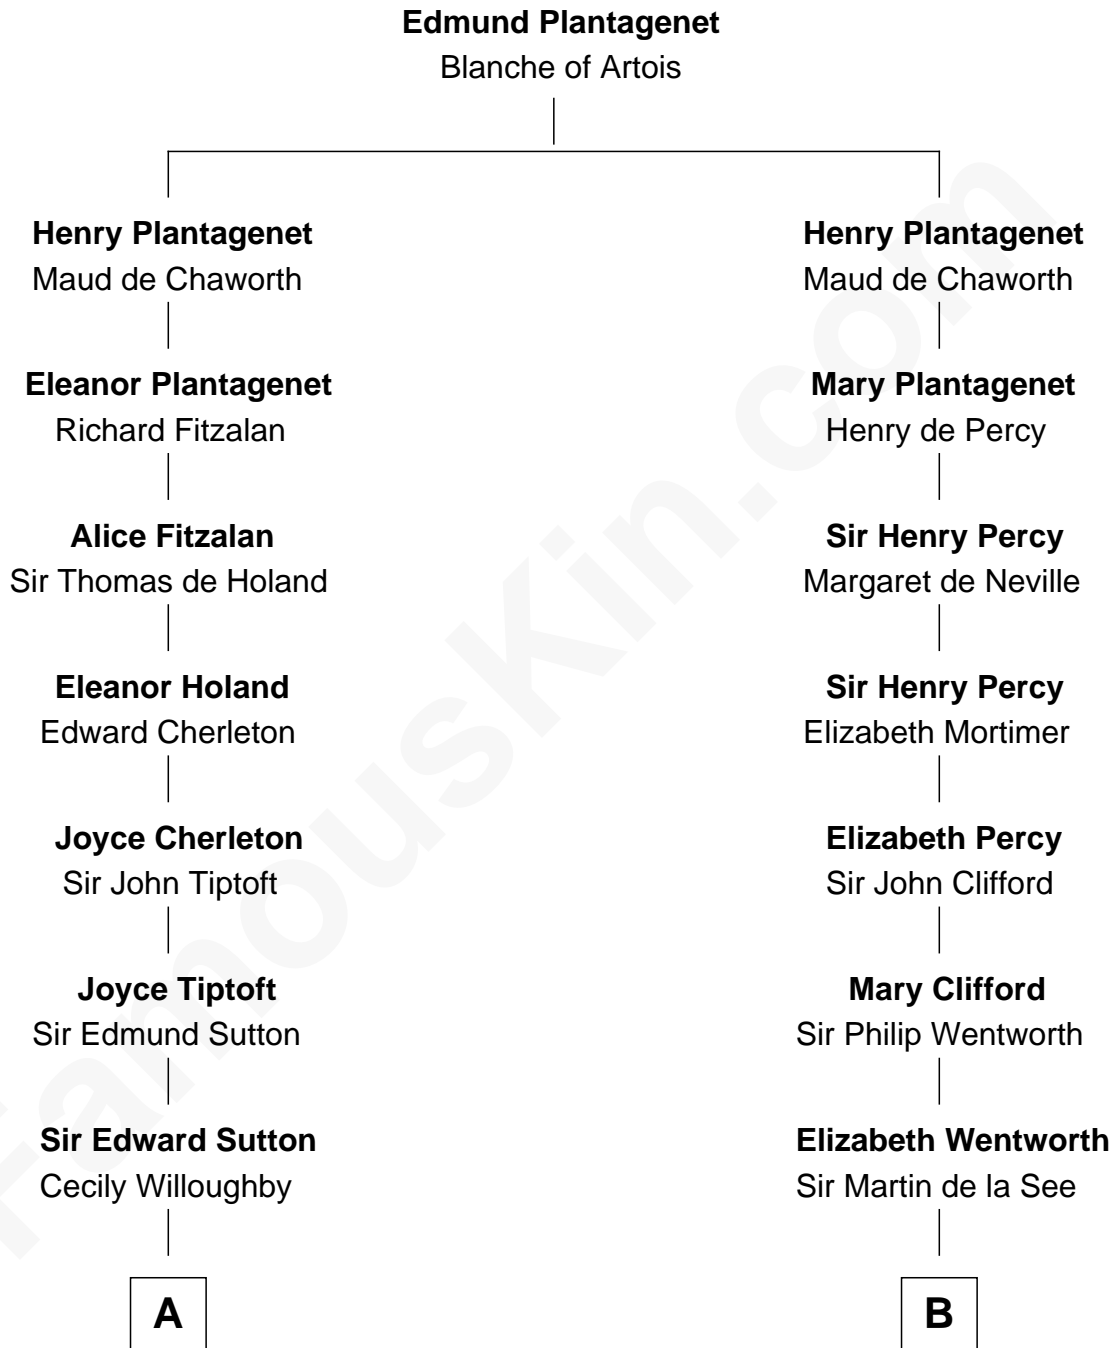 Edmund Plantagenet
Blanche of Artois
Henry Plantagenet
Maud de Chaworth
Henry Plantagenet
Maud de Chaworth
Eleanor Plantagenet
Richard Fitzalan
Mary Plantagenet
Henry de Percy
Alice Fitzalan
Sir Thomas de Holand
Sir Henry Percy
Margaret de Neville
Eleanor Holand
Edward Cherleton
Sir Henry Percy
Elizabeth Mortimer
Joyce Cherleton
Sir John Tiptoft
Elizabeth Percy
Sir John Clifford
Joyce Tiptoft
Sir Edmund Sutton
Mary Clifford
Sir Philip Wentworth
Sir Edward Sutton
Cecily Willoughby
Elizabeth Wentworth
Sir Martin de la See
A
B
FamousKin.com